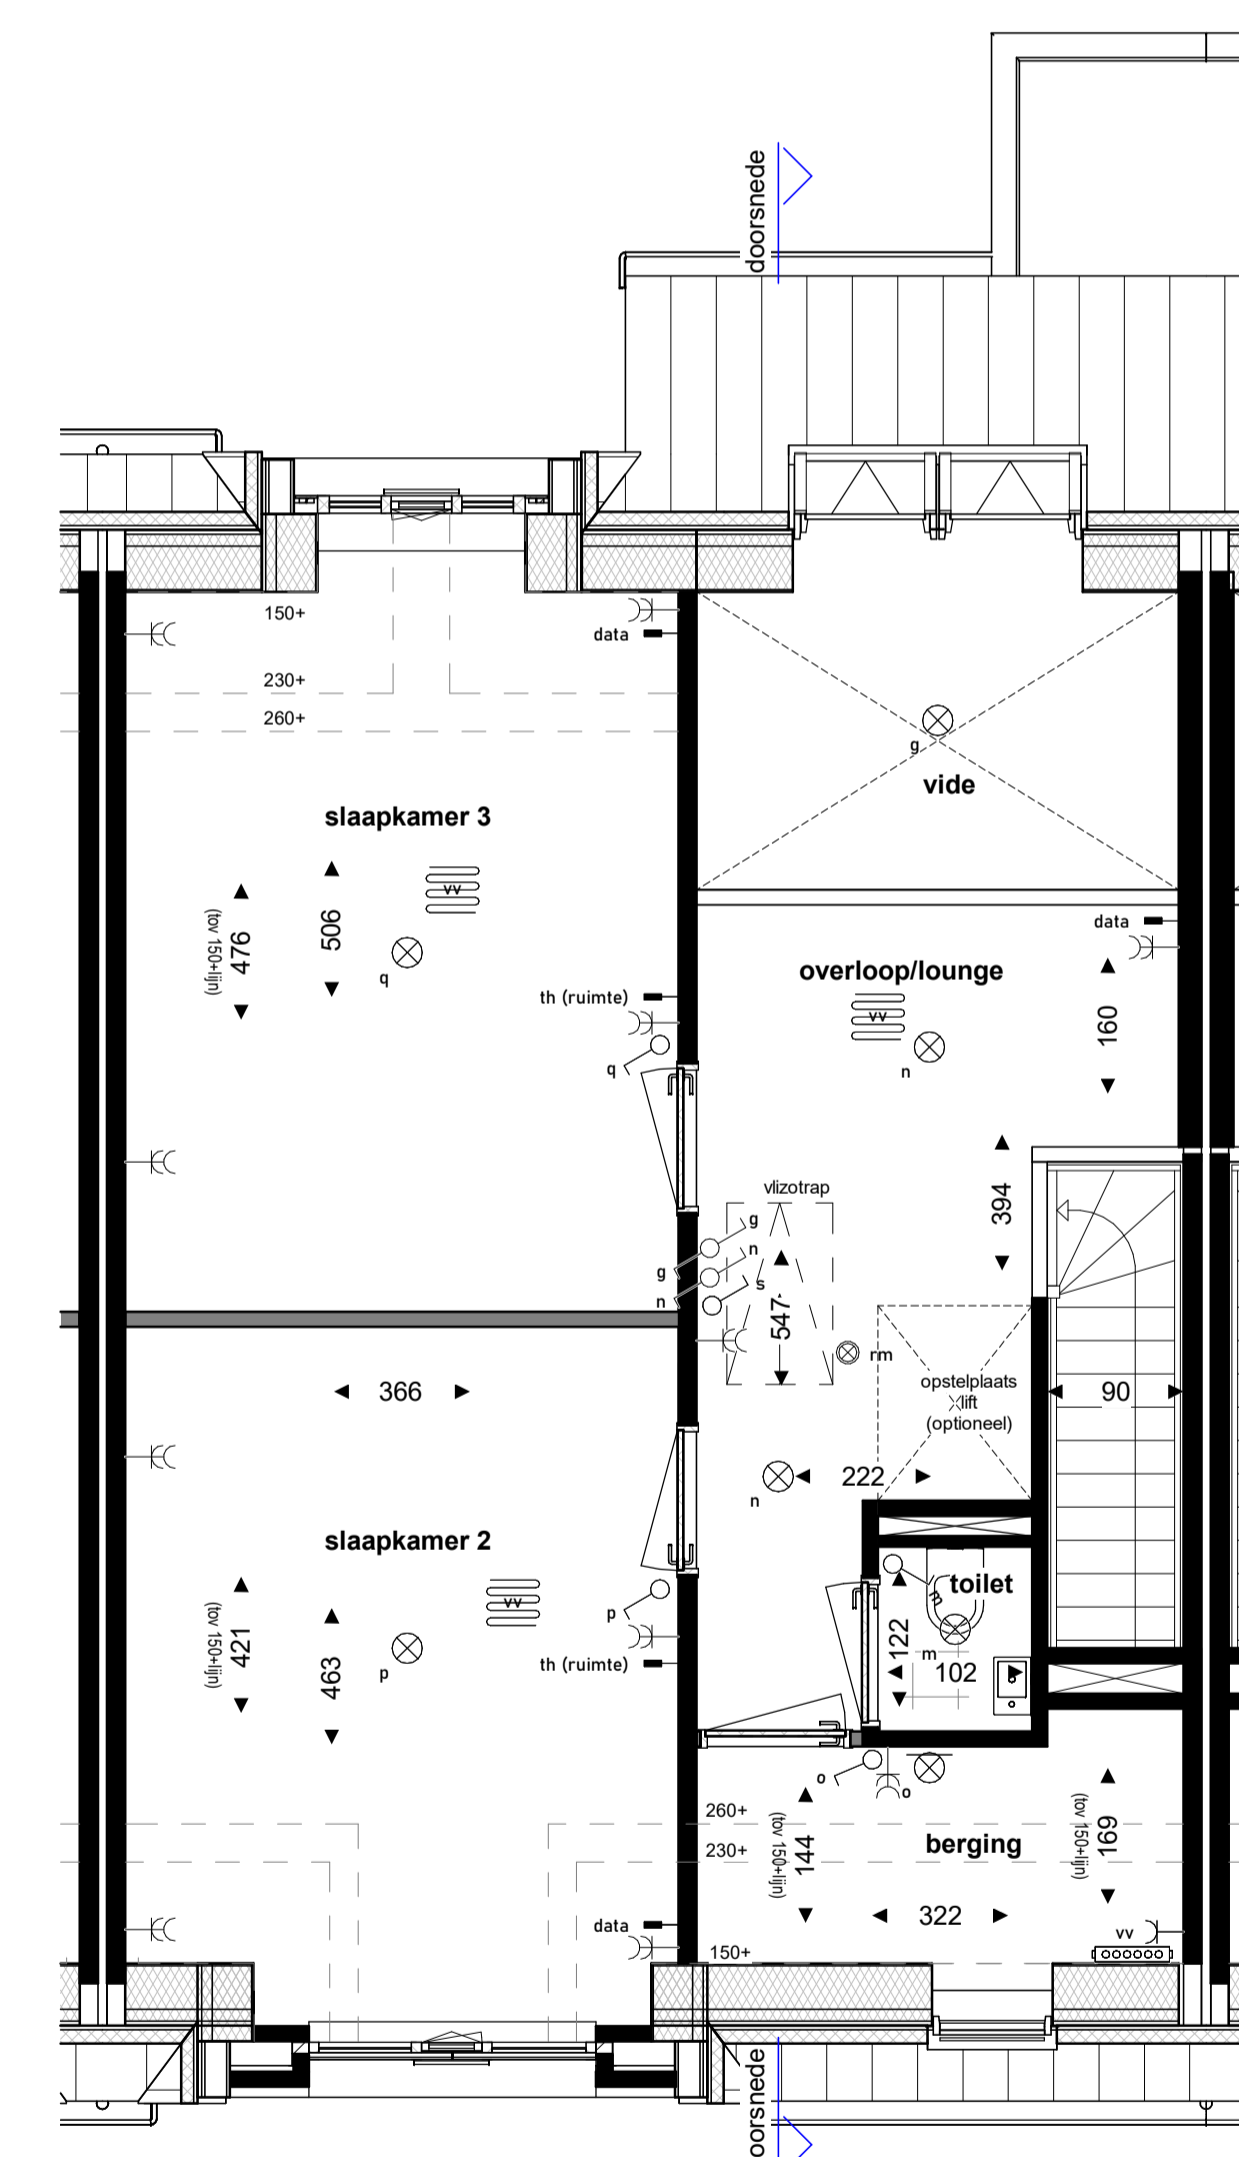 doorsnede
150+
data
230+
260+
g
vide
slaapkamer 3
vv
506
476
(tov 150+lijn)
q
data
overloop/lounge
th (ruimte)
vv
160
q
n
vlizotrap
394
g
g
n
n
s
547
rm
366
opstelplaats
lift
(optioneel)
90
222
n
slaapkamer 2
toilet
vv
m
p
421
(tov 150+lijn)
463
122
m
th (ruimte)
p
102
o
o
260+
144
(tov 150+lijn)
169
(tov 150+lijn)
berging
230+
322
data
vv
150+
oorsnede